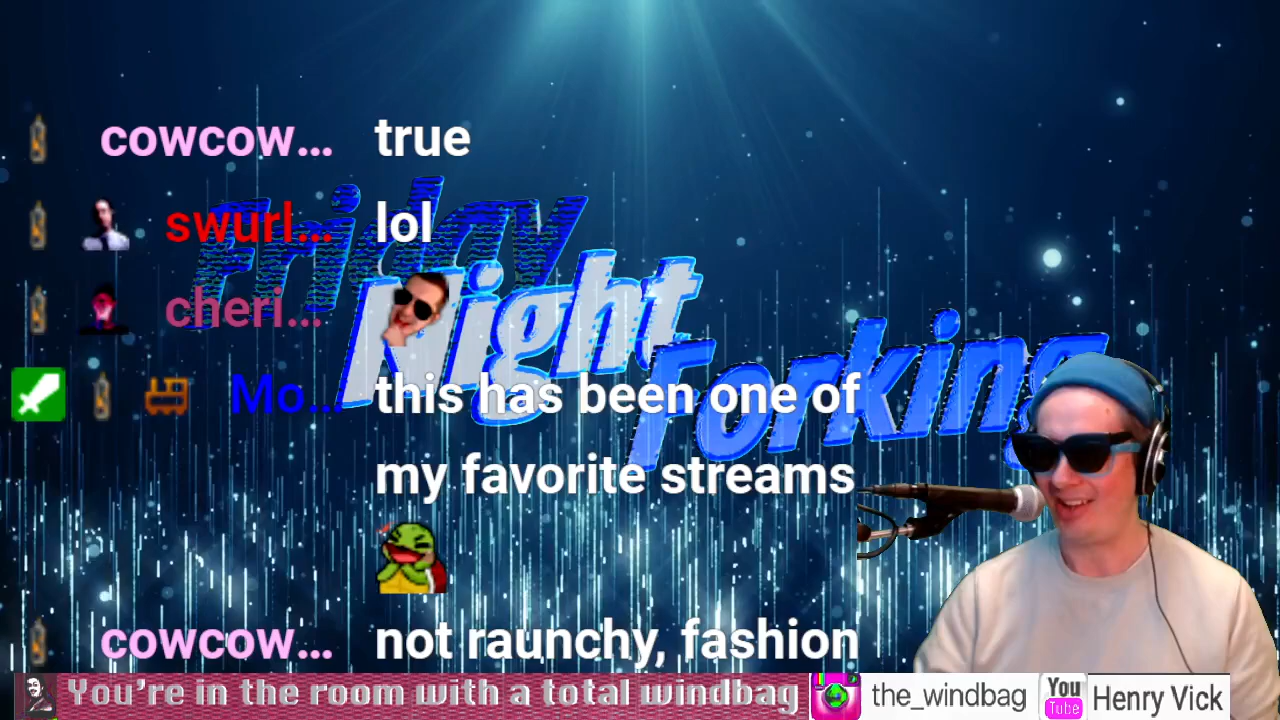 cowcow... true
swurl... lol
Friday
Night
cheri...
Forking
Mo... this has been one of
my favorite streams
cowcow... not raunchy, fashion
You're in the room with a total windbag
the_windbag
You
Tube
Henry Vick